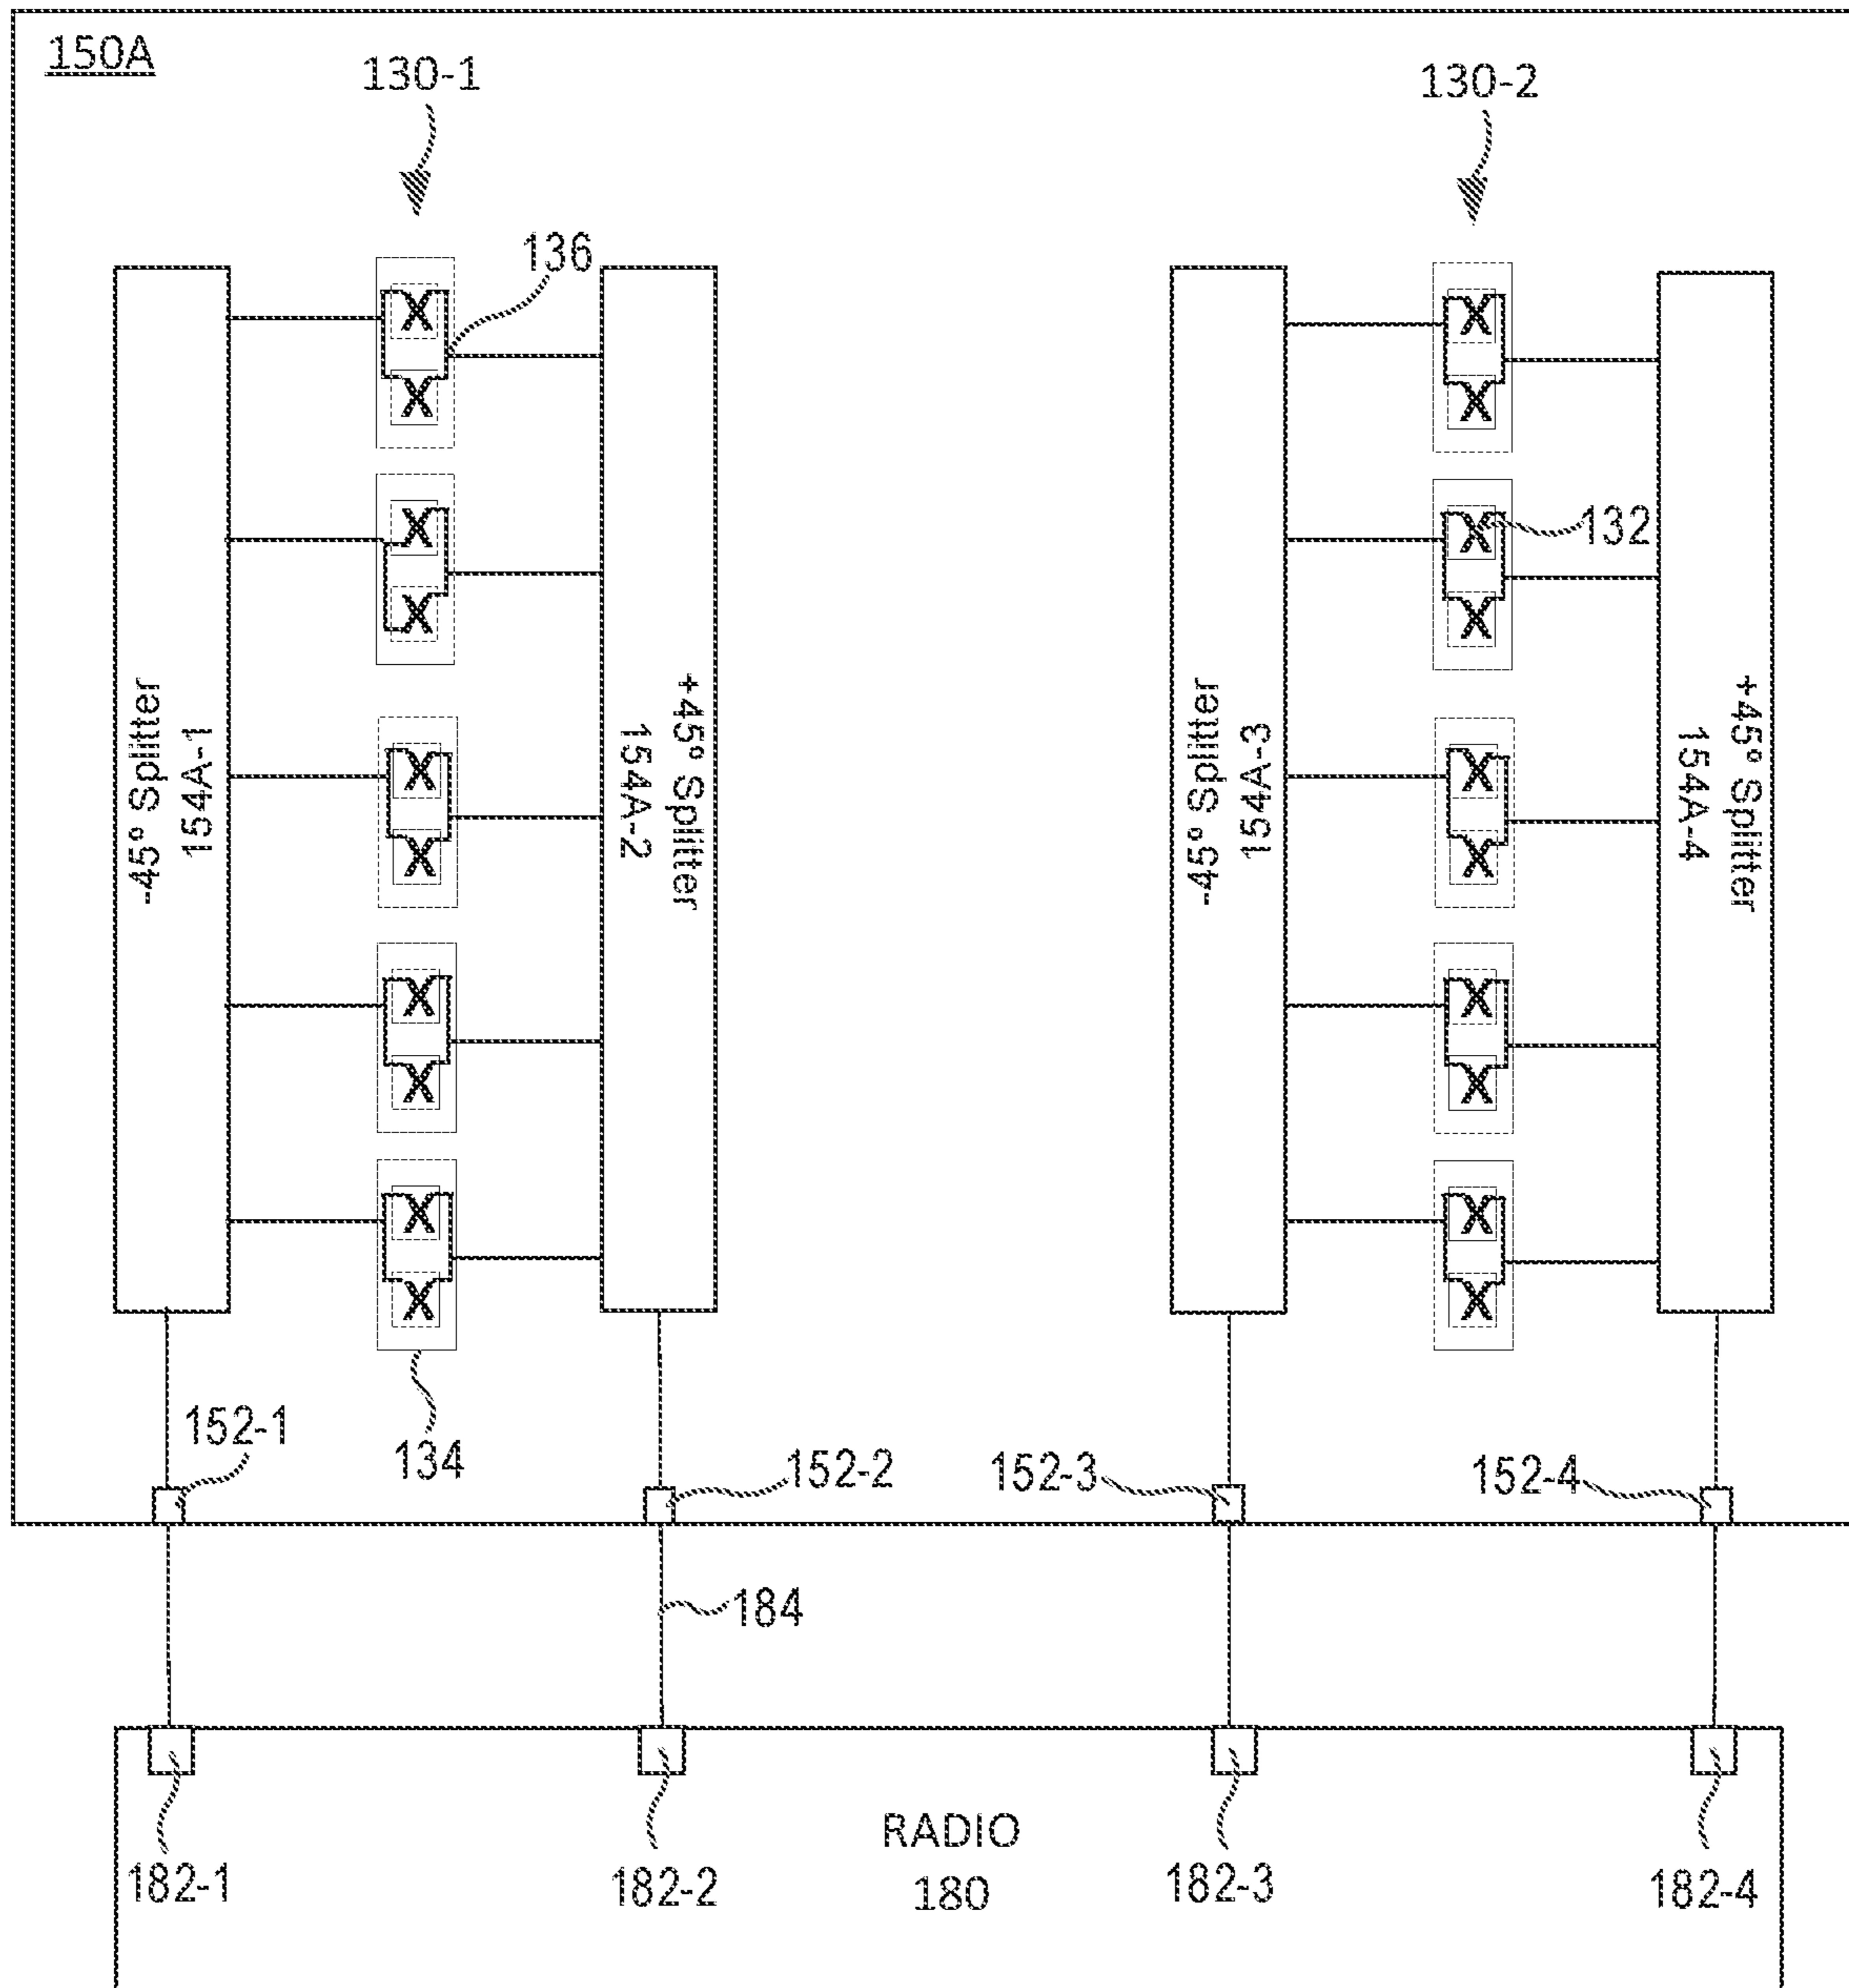 150A
130-1
130-2
136
132
-45° Splitter
154A-1
+45° Splitter
154A-2
-45° Splitter
154A-3
+45° Splitter
154A-4
134
152-1
152-2
152-3
152-4
184
RADIO
180
182-1
182-2
182-3
182-4